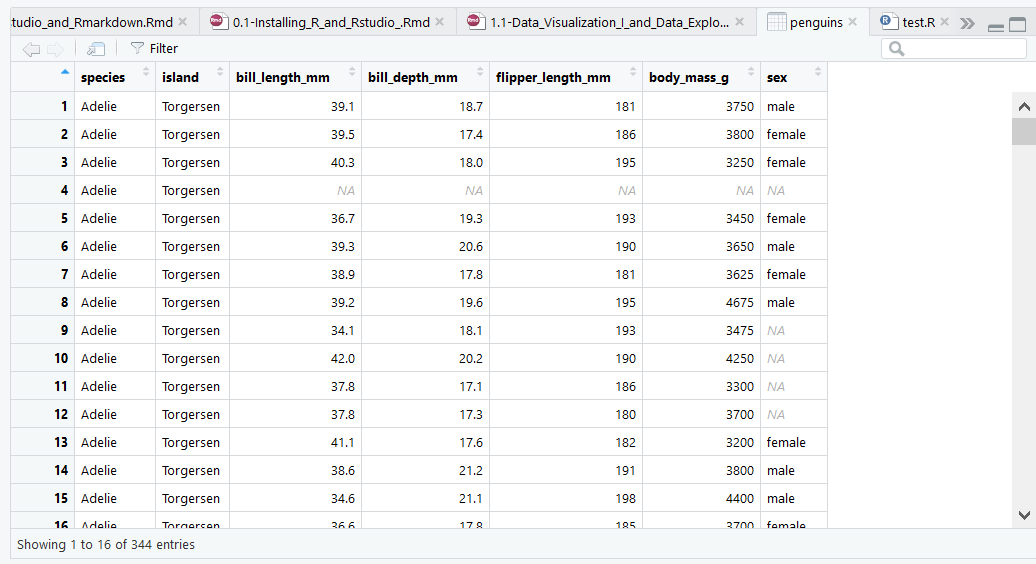 studio_and_Rmarkdown.Rmd 0.1-Installing_R_and_Rstudio_.Rmd 1.1-Data_Visualization_I_and_Data_Explo... penguins test.R
Filter
species island bill_length_mm bill_depth_mm flipper_length_mm body_mass_g sex
1 Adelie Torgersen 39.1 18.7 181 3750 male
2 Adelie Torgersen 39.5 17.4 186 3800 female
3 Adelie Torgersen 40.3 18.0 195 3250 female
4 Adelie Torgersen NA NA NA NA NA
5 Adelie Torgersen 36.7 19.3 193 3450 female
6 Adelie Torgersen 39.3 20.6 190 3650 male
7 Adelie Torgersen 38.9 17.8 181 3625 female
8 Adelie Torgersen 39.2 19.6 195 4675 male
9 Adelie Torgersen 34.1 18.1 193 3475 NA
10 Adelie Torgersen 42.0 20.2 190 4250 NA
11 Adelie Torgersen 37.8 17.1 186 3300 NA
12 Adelie Torgersen 37.8 17.3 180 3700 NA
13 Adelie Torgersen 41.1 17.6 182 3200 female
14 Adelie Torgersen 38.6 21.2 191 3800 male
15 Adelie Torgersen 34.6 21.1 198 4400 male
16 Adelie Torgersen 36.6 17.8 185 3700 female
Showing 1 to 16 of 344 entries